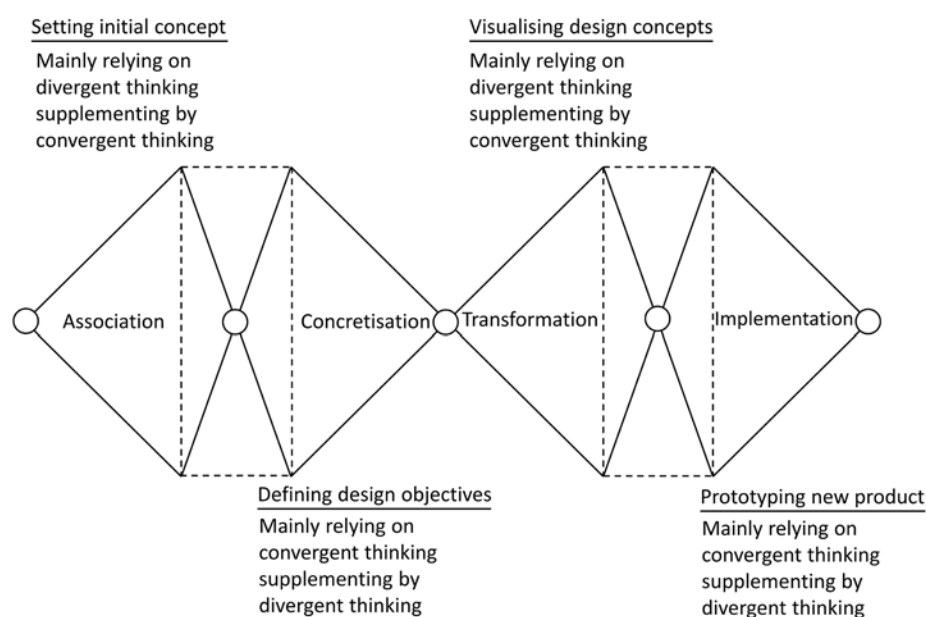 Setting initial concept
Mainly relying on
divergent thinking
supplementing by
convergent thinking
Visualising design concepts
Mainly relying on
divergent thinking
supplementing by
convergent thinking
Association
Concretisation
Transformation
Implementation
Defining design objectives
Mainly relying on
convergent thinking
supplementing by
divergent thinking
Prototyping new product
Mainly relying on
convergent thinking
supplementing by
divergent thinking